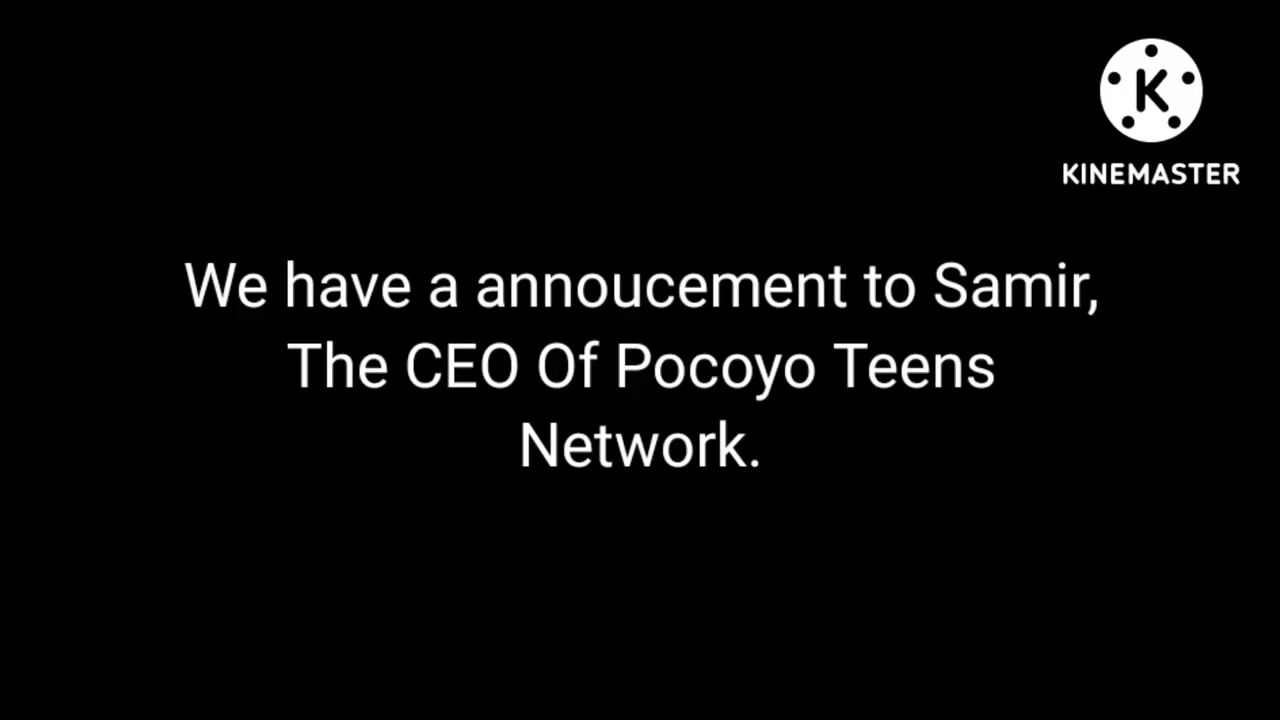 K
KINEMASTER
We have a annoucement to Samir,
The CEO Of Pocoyo Teens
Network.